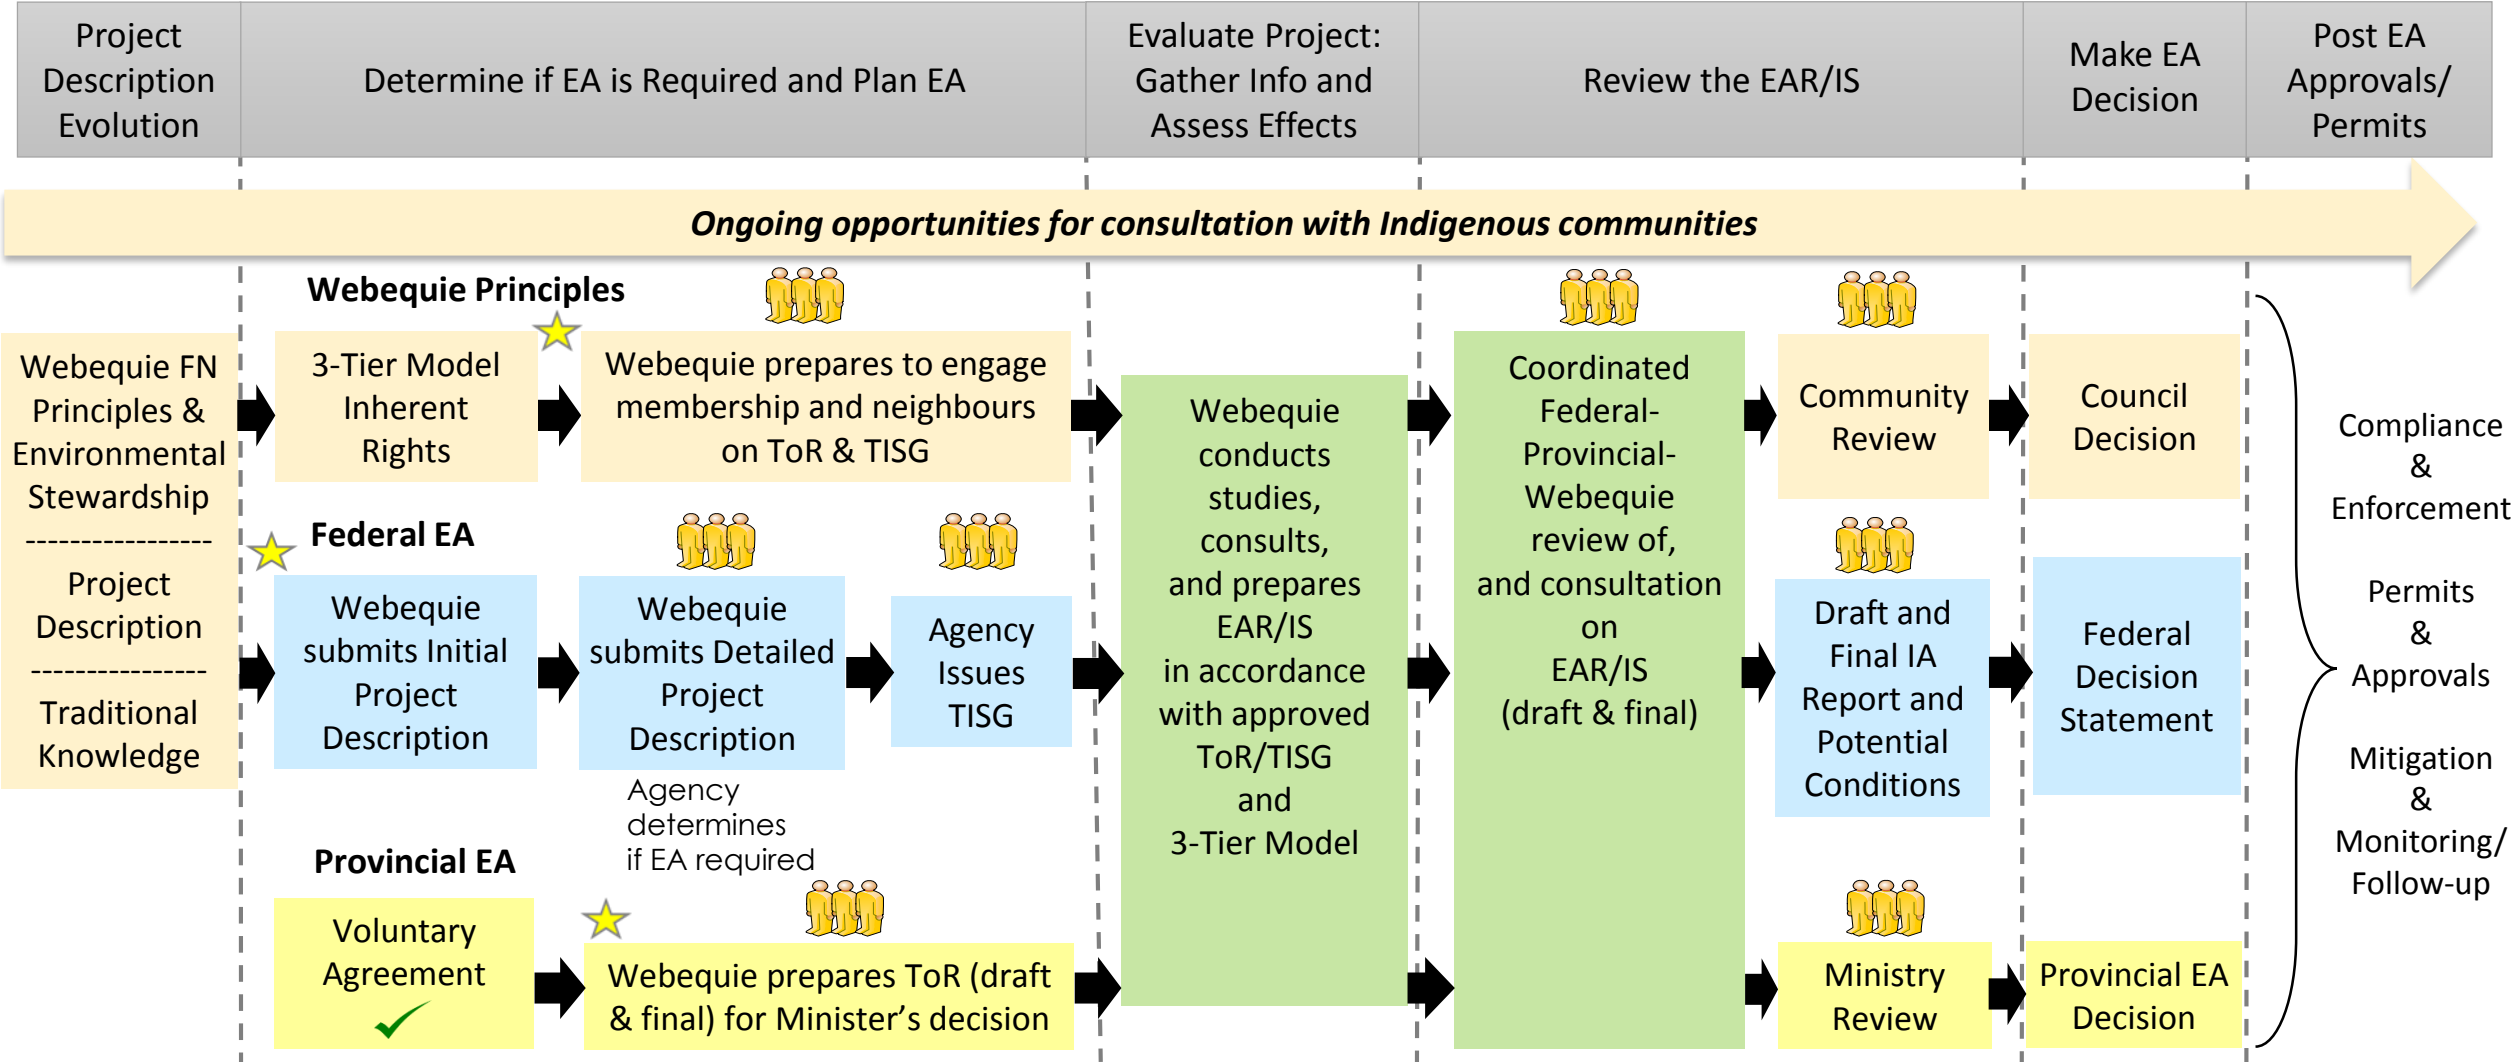 Project
Description
Evolution
Determine if EA is Required and Plan EA
Evaluate Project:
Gather Info and
Assess Effects
Review the EAR/IS
Make EA
Decision
Post EA
Approvals/
Permits
Ongoing opportunities for consultation with Indigenous communities
Webequie FN
Principles &
Environmental
Stewardship
-----------------
Project
Description
----------------
Traditional
Knowledge
Webequie Principles
3-Tier Model
Inherent
Rights
Webequie prepares to engage
membership and neighbours
on ToR & TISG
Federal EA
Webequie
submits Initial
Project
Description
Webequie
submits Detailed
Project
Description
Agency
determines
if EA required
Agency
Issues
TISG
Provincial EA
Voluntary
Agreement
Webequie prepares ToR (draft
& final) for Minister’s decision
Webequie
conducts
studies,
consults,
and prepares
EAR/IS
in accordance
with approved
ToR/TISG
and
3-Tier Model
Coordinated
Federal-
Provincial-
Webequie
review of,
and consultation
on
EAR/IS
(draft & final)
Community
Review
Council
Decision
Draft and
Final IA
Report and
Potential
Conditions
Federal
Decision
Statement
Ministry
Review
Provincial EA
Decision
Compliance
&
Enforcement
Permits
&
Approvals
Mitigation
&
Monitoring/
Follow-up